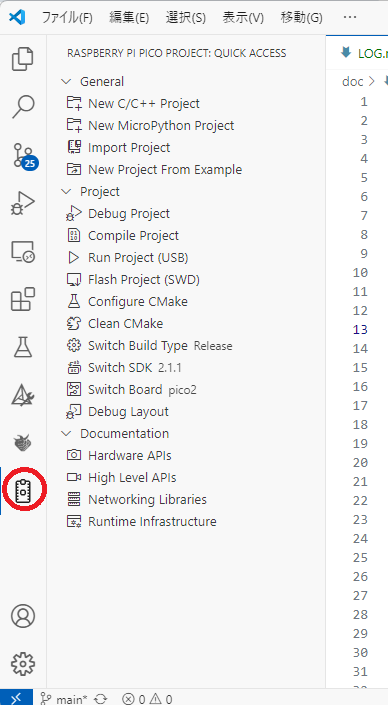 ファイル(F) 編集(E) 選択(S) 表示(V) 移動(G) ···
RASPBERRY PI PICO PROJECT: QUICK ACCESS
LOG.
General
doc >
New C/C++ Project
1
New MicroPython Project
2
Import Project
3
4
New Project From Example
5
Project
6
Debug Project
7
Compile Project
8
Run Project (USB)
9
10
Flash Project (SWD)
11
Configure CMake
12
Clean CMake
13
Switch Build Type Release
14
Switch SDK 2.1.1
15
16
Switch Board pico2
17
Debug Layout
18
Documentation
19
Hardware APIs
20
High Level APIs
21
Networking Libraries
22
Runtime Infrastructure
23
24
25
26
27
28
29
30
31
25
main* 0 0